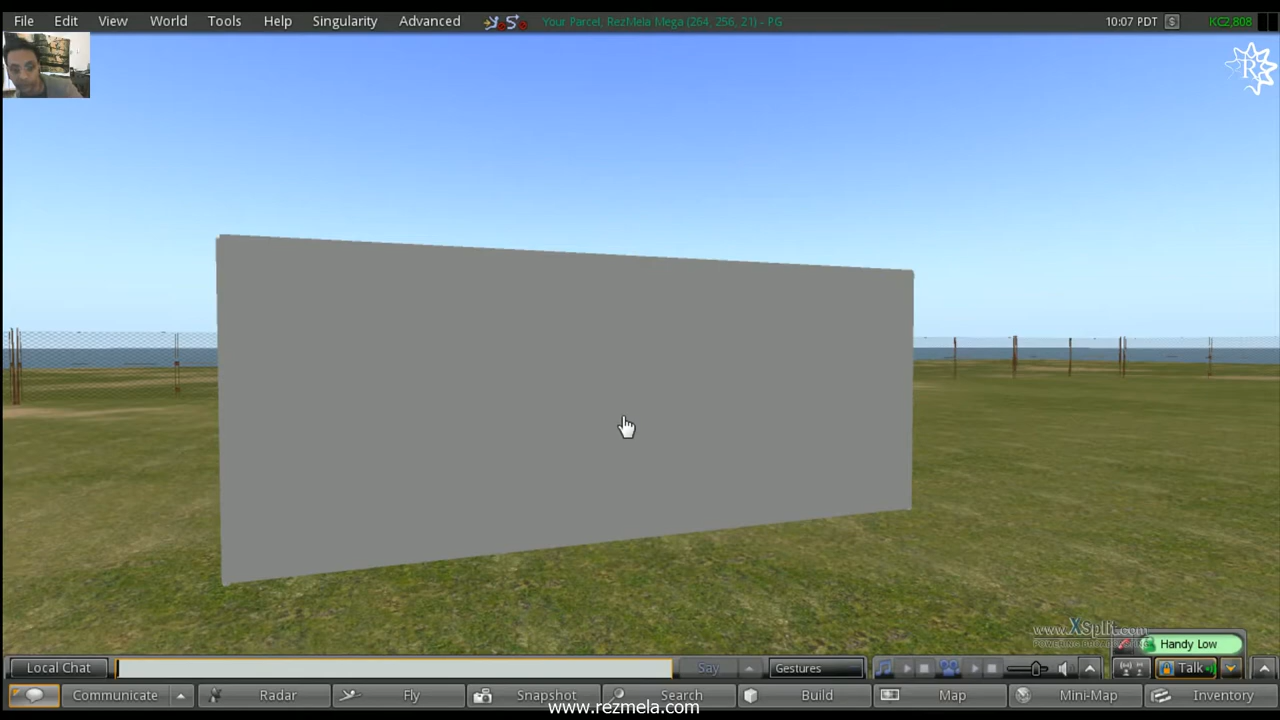 File Edit View World Tools Help Singularity Advanced Your Parcel, RezMela Mega (264, 256, 21) - PG 10:07 PDT $ KC2,808
R
www.XSplit.com
Handy Low
Local Chat Say Gestures Talk
Communicate Radar Fly Snapshot Search Build Map Mini-Map Inventory
www.rezmela.com